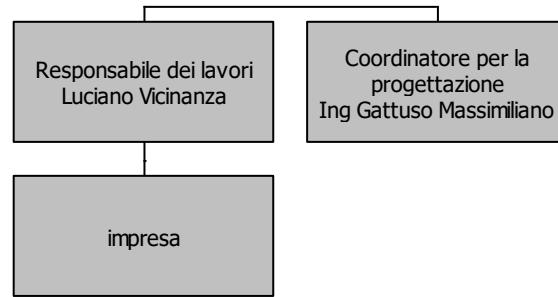 Responsabile dei lavori
Luciano Vicinanza
Coordinatore per la
progettazione
Ing Gattuso Massimiliano
impresa